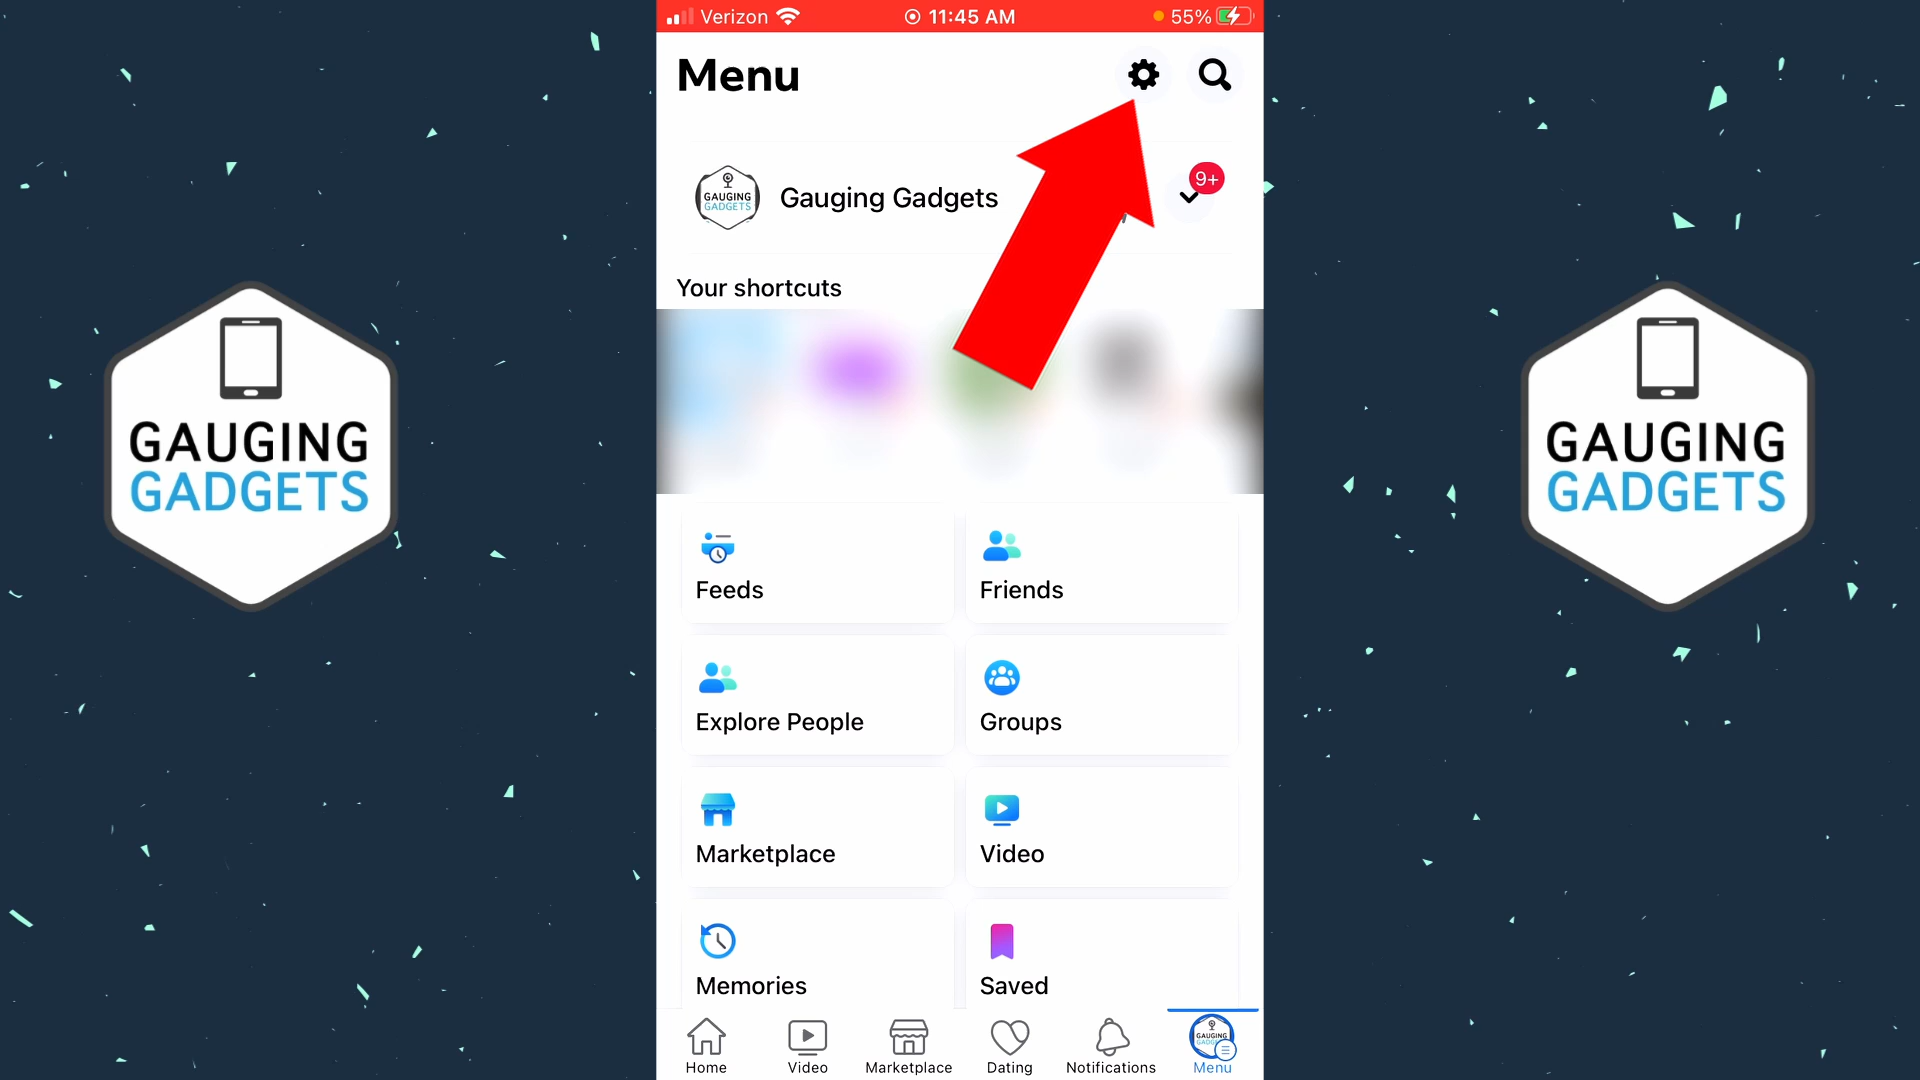 Verizon 11:45 AM 55%
Menu
GAUGING
GADGETS
Gauging Gadgets
9+
Your shortcuts
GAUGING
GADGETS
GAUGING
GADGETS
Feeds
Friends
Explore People
Groups
Marketplace
Video
Memories
Saved
GAUGING
Home
Video
Marketplace
Dating
Notifications
Menu